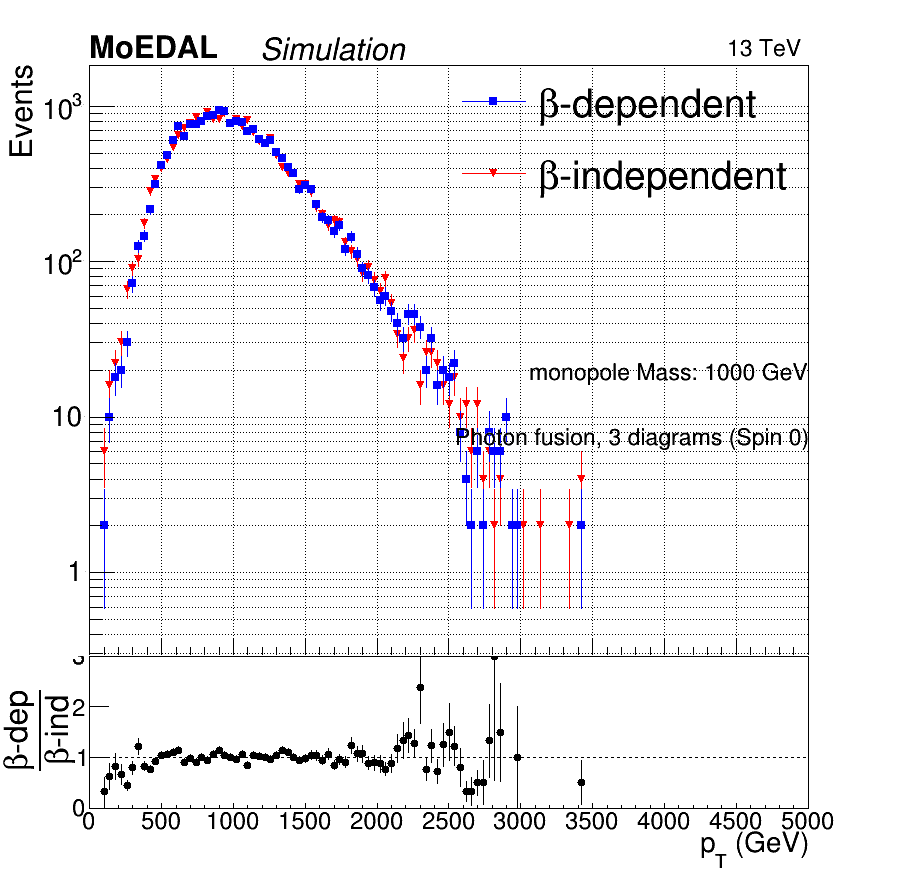 MoEDAL Simulation 13 TeV
Events
10³
10²
10
1
β-dependent
β-independent
monopole Mass: 1000 GeV
Photon fusion, 3 diagrams (Spin 0)
β-dep
β-ind
3
2
1
0
0 500 1000 1500 2000 2500 3000 3500 4000 4500 5000
p_T (GeV)